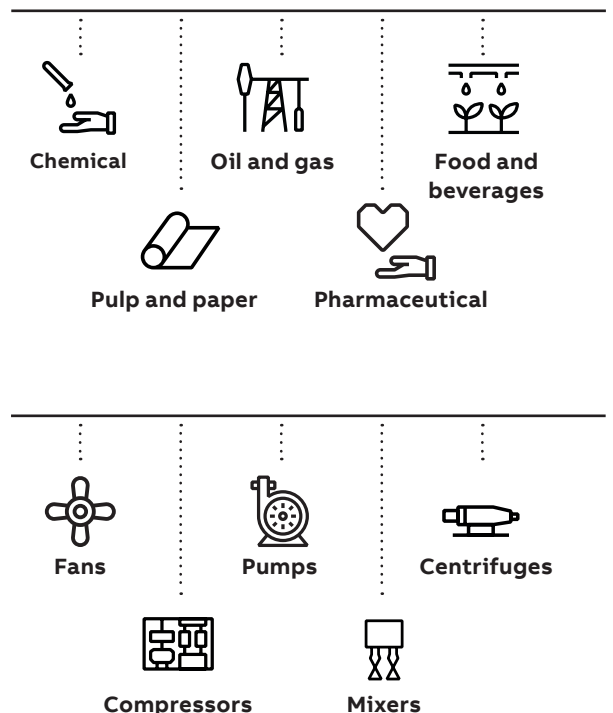 Chemical
Oil and gas
Food and
beverages
Pulp and paper
Pharmaceutical
Fans
Pumps
Centrifuges
Compressors
Mixers